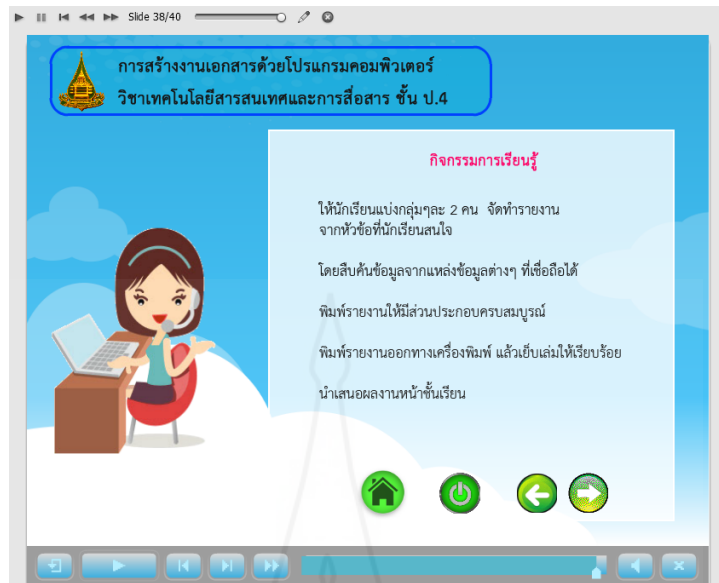 Slide 38/40
การสร้างงานเอกสารด้วยโปรแกรมคอมพิวเตอร์
วิชาเทคโนโลยีสารสนเทศและการสื่อสาร ชั้น ป.4
กิจกรรมการเรียนรู้
ให้นักเรียนแบ่งกลุ่มๆละ 2 คน จัดทำรายงาน
จากหัวข้อที่นักเรียนสนใจ
โดยสืบค้นข้อมูลจากแหล่งข้อมูลต่างๆ ที่เชื่อถือได้
พิมพ์รายงานให้มีส่วนประกอบครบสมบูรณ์
พิมพ์รายงานออกทางเครื่องพิมพ์ แล้วเย็บเล่มให้เรียบร้อย
นำเสนอผลงานหน้าชั้นเรียน